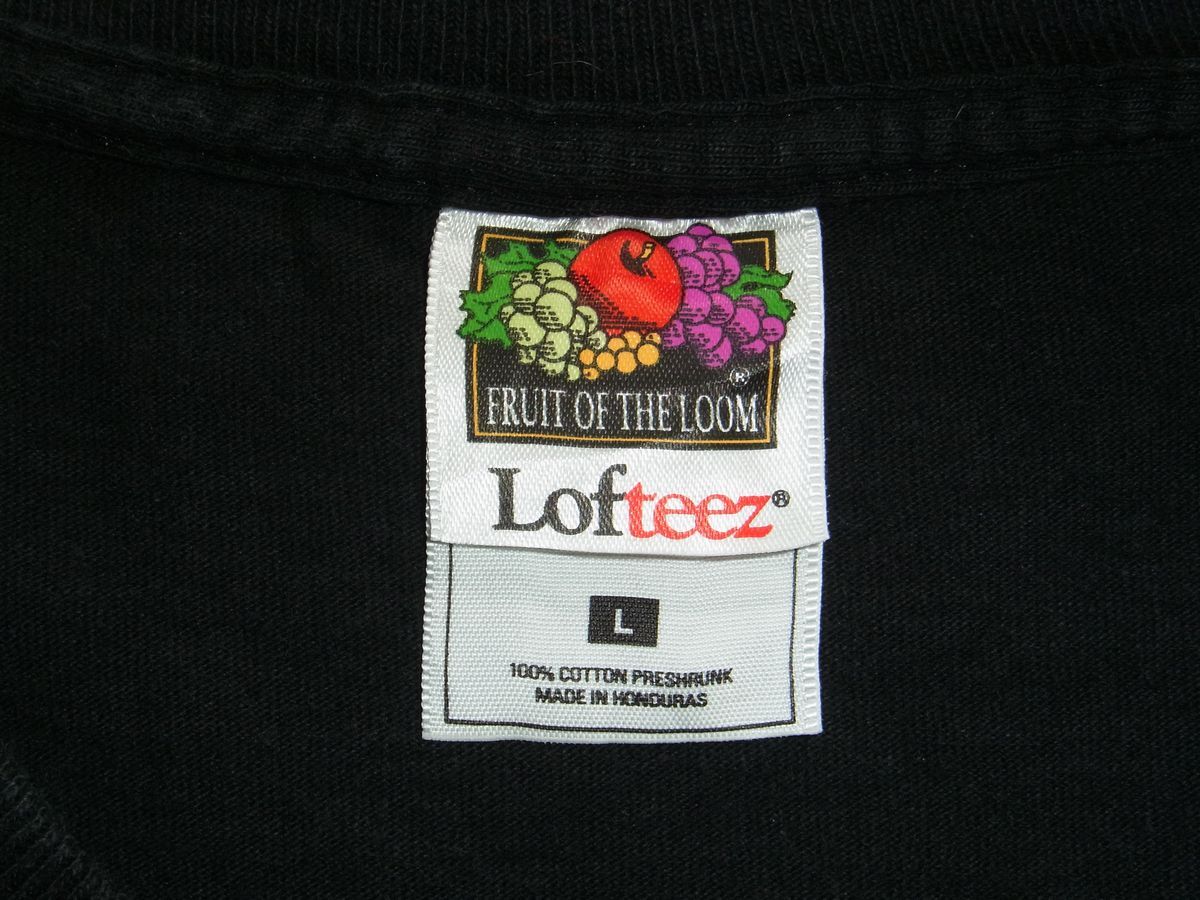 ®
FRUIT OF THE LOOM
Lofteez®
L
100% COTTON PRESHRUNK
MADE IN HONDURAS